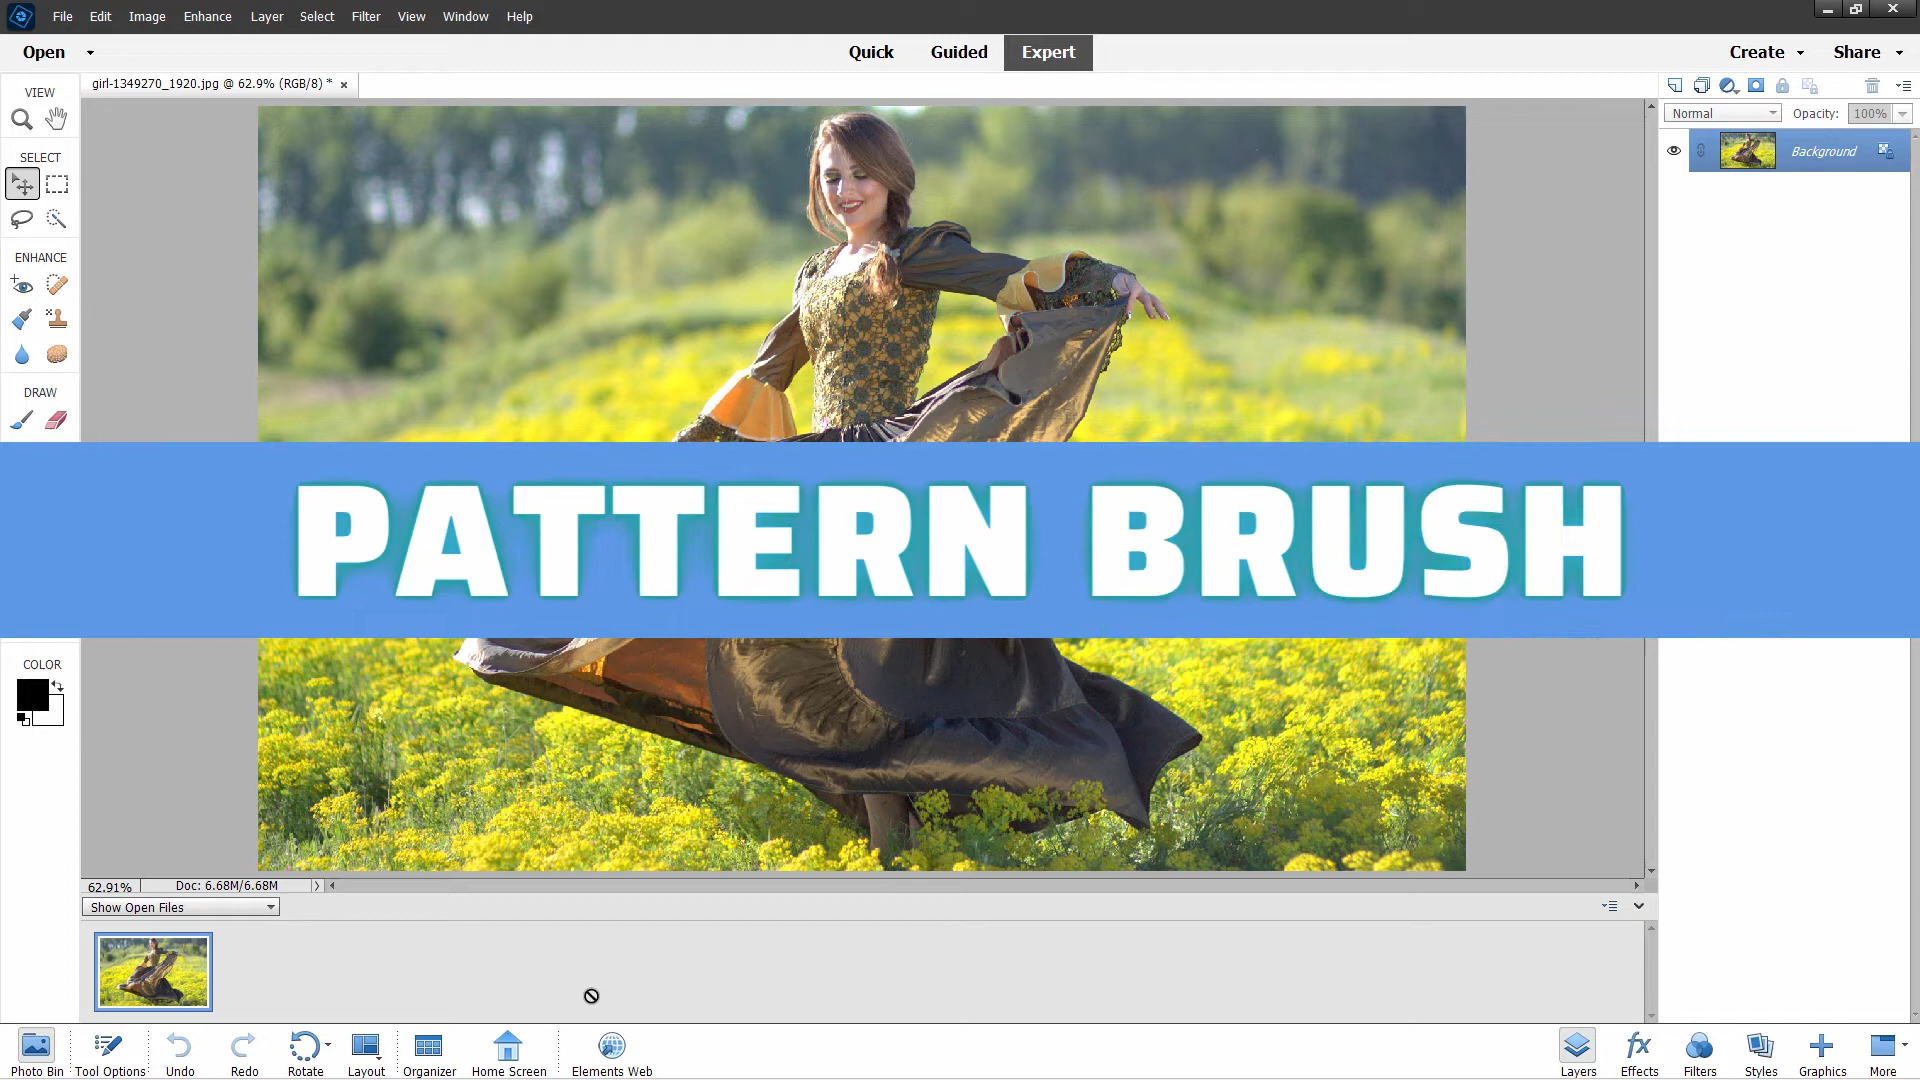 File Edit Image Enhance Layer Select Filter View Window Help
Open Quick Guided Expert Create Share
VIEW
girl-1349270_1920.jpg @ 62.9% (RGB/8) *
Normal Opacity: 100%
SELECT
Background
ENHANCE
DRAW
PATTERN BRUSH
COLOR
62.91% Doc: 6.68M/6.68M
Show Open Files
Photo Bin Tool Options Undo Redo Rotate Layout Organizer Home Screen Elements Web Layers Effects Filters Styles Graphics More